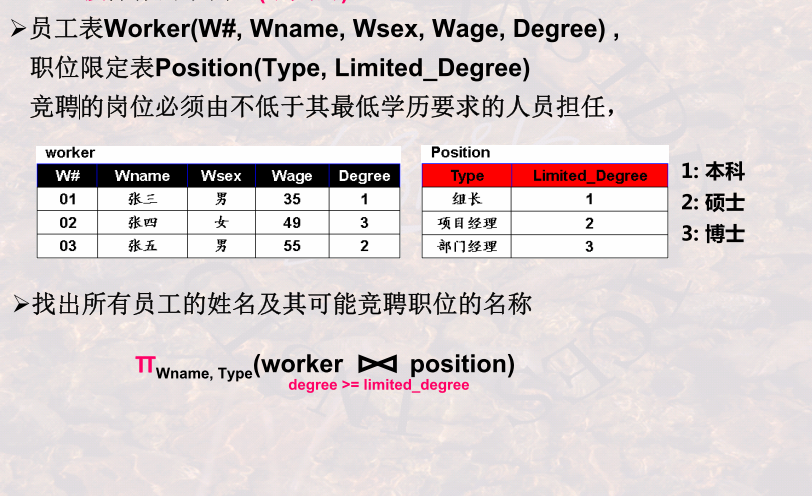 ➢员工表Worker(W#, Wname, Wsex, Wage, Degree) ,
职位限定表Position(Type, Limited_Degree)
竞聘的岗位必须由不低于其最低学历要求的人员担任，
worker
W# Wname Wsex Wage Degree
01 张三 男 35 1
02 张四 女 49 3
03 张五 男 55 2
Position
Type Limited_Degree
组长 1
项目经理 2
部门经理 3
1: 本科
2: 硕士
3: 博士
➢找出所有员工的姓名及其可能竞聘职位的名称
π Wname, Type(worker ⋈ position)
degree >= limited_degree